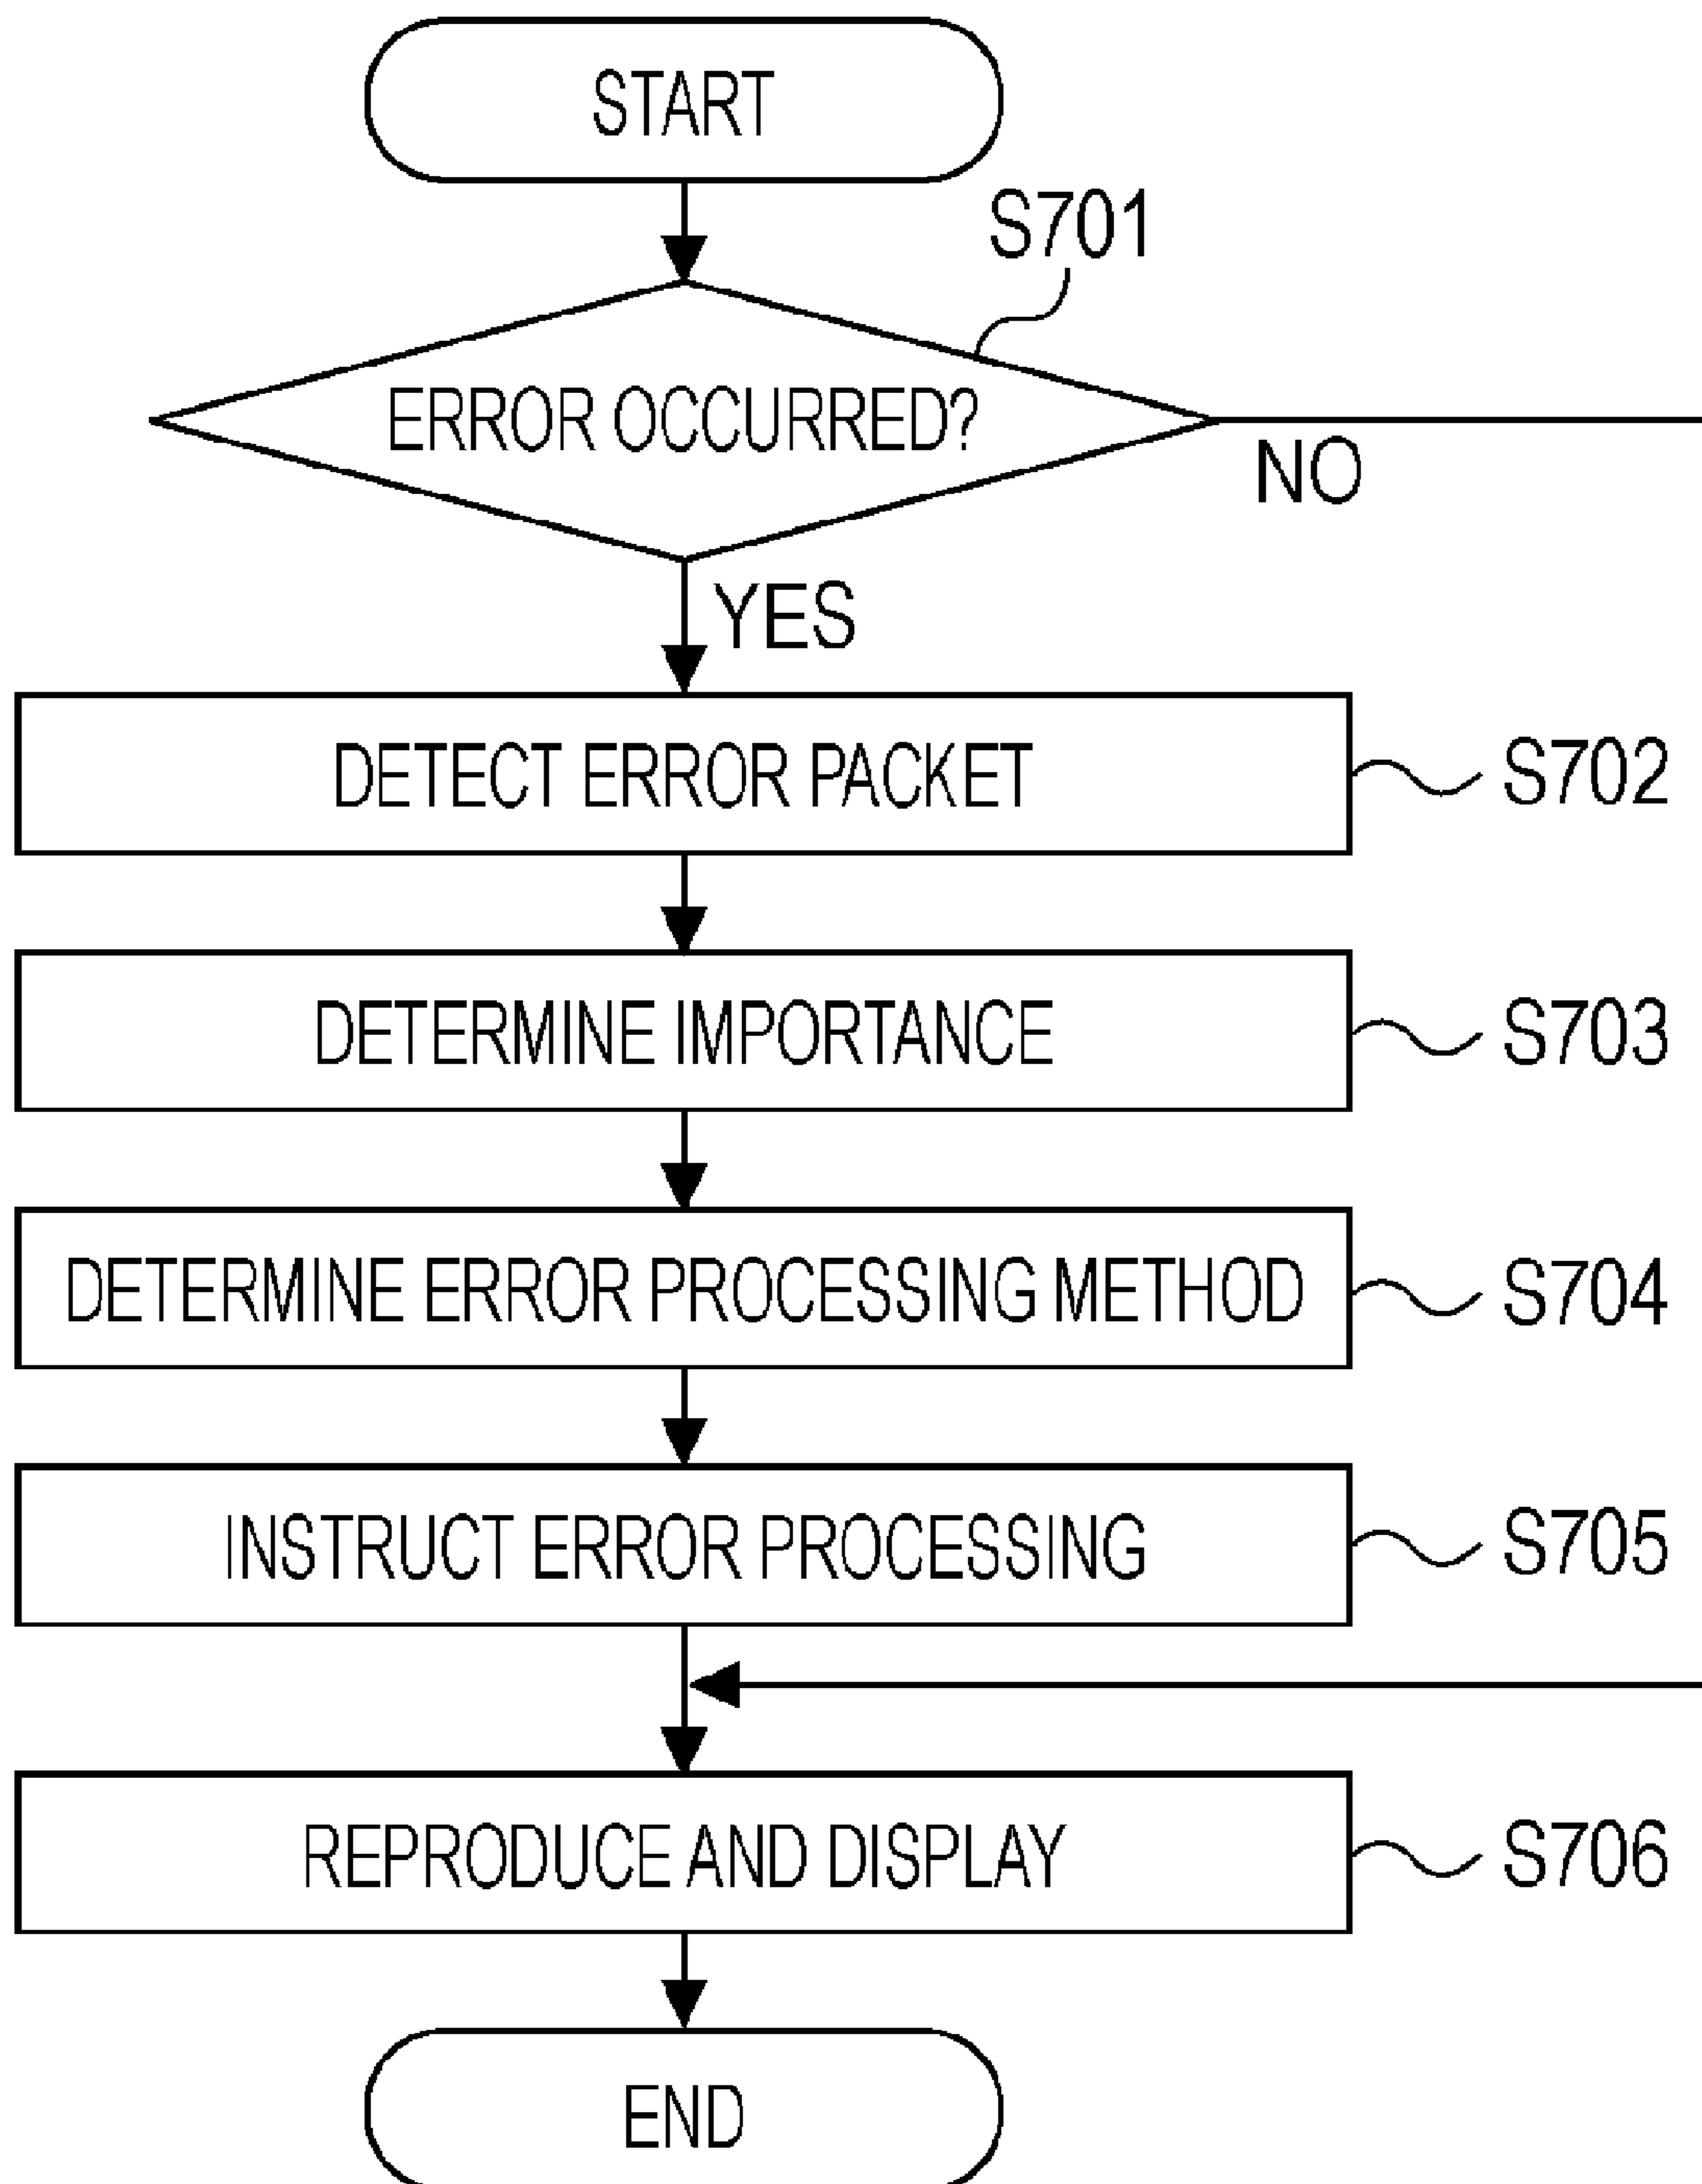 START
S701
ERROR OCCURRED?
NO
YES
DETECT ERROR PACKET
S702
DETERMINE IMPORTANCE
S703
DETERMINE ERROR PROCESSING METHOD
S704
INSTRUCT ERROR PROCESSING
S705
REPRODUCE AND DISPLAY
S706
END